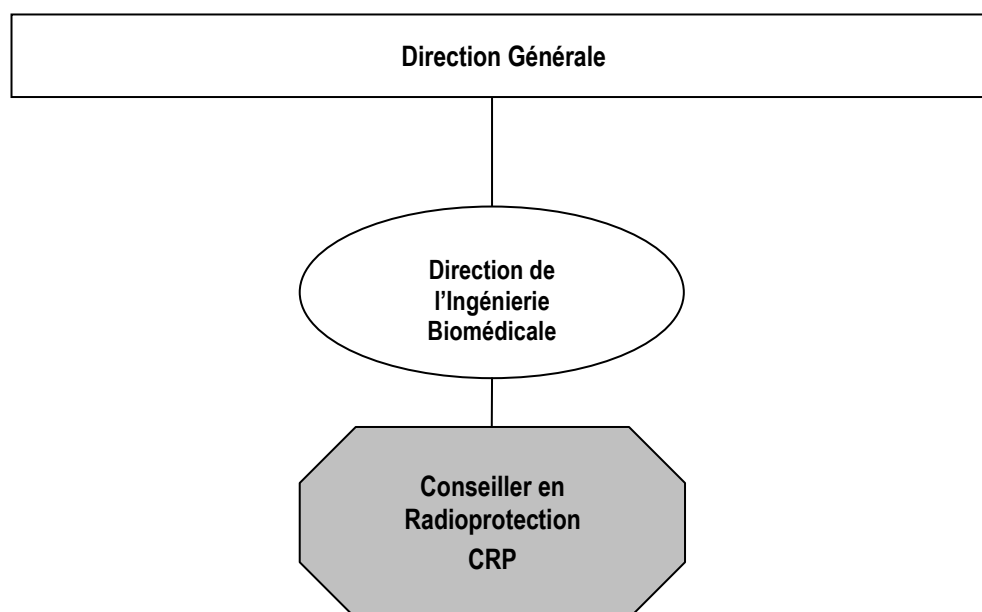 Direction Générale
Direction de
l’Ingénierie
Biomédicale
Conseiller en
Radioprotection
CRP